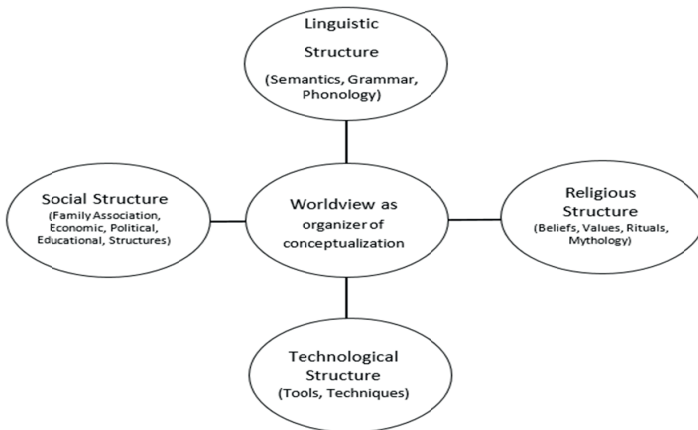 Linguistic
Structure
(Semantics, Grammar,
Phonology)
Social Structure
(Family Association,
Economic, Political,
Educational, Structures)
Worldview as
organizer of
conceptualization
Religious
Structure
(Beliefs, Values, Rituals,
Mythology)
Technological
Structure
(Tools, Techniques)